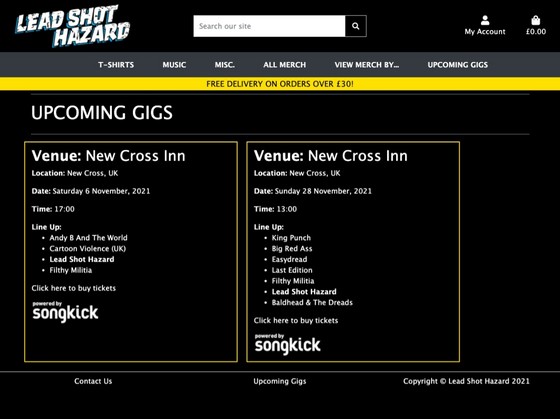 LEAD SHOT
HAZARD
Search our site
My Account
£0.00
T-SHIRTS
MUSIC
MISC.
ALL MERCH
VIEW MERCH BY...
UPCOMING GIGS
FREE DELIVERY ON ORDERS OVER £30!
UPCOMING GIGS
Venue: New Cross Inn
Location: New Cross, UK
Date: Saturday 6 November, 2021
Time: 17:00
Line Up:
Andy B And The World
Cartoon Violence (UK)
Lead Shot Hazard
Filthy Militia
Click here to buy tickets
powered by
songkick
Venue: New Cross Inn
Location: New Cross, UK
Date: Sunday 28 November, 2021
Time: 13:00
Line Up:
King Punch
Big Red Ass
Easydread
Last Edition
Filthy Militia
Lead Shot Hazard
Baldhead & The Dreads
Click here to buy tickets
powered by
songkick
Contact Us
Upcoming Gigs
Copyright © Lead Shot Hazard 2021